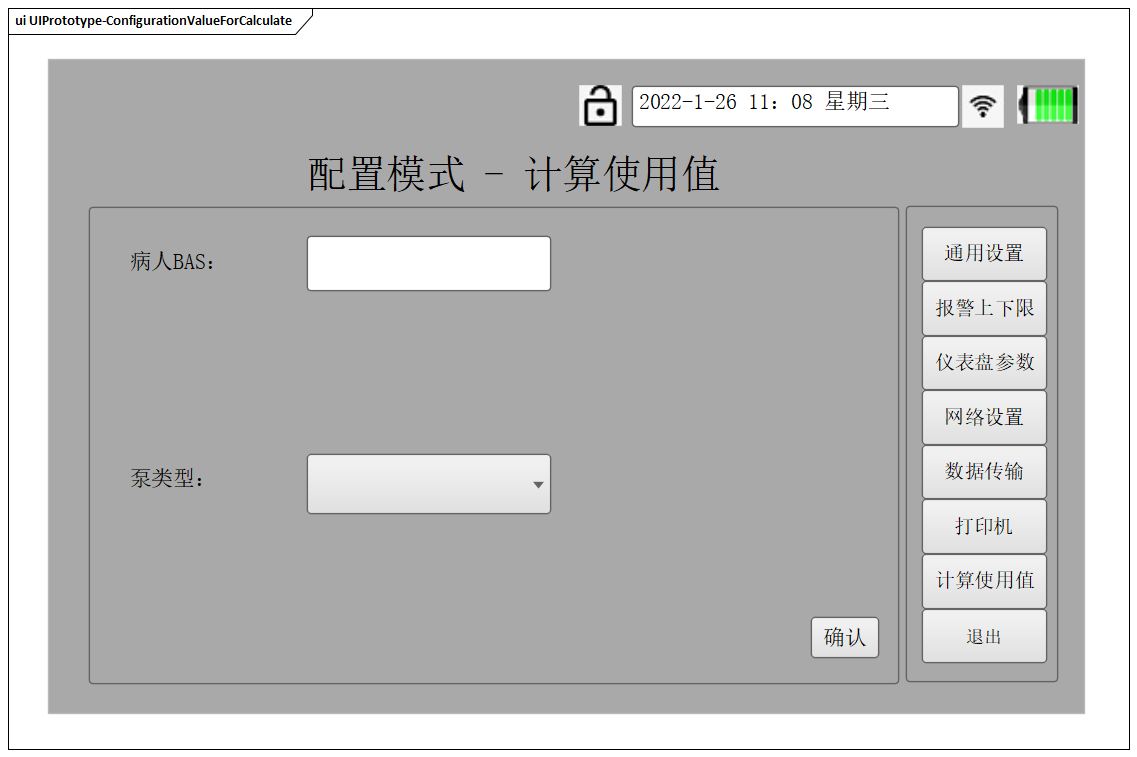 ui UIPrototype-ConfigurationValueForCalculate
2022-1-26 11：08 星期三
配置模式 - 计算使用值
病人BAS：
泵类型：
确认
通用设置
报警上下限
仪表盘参数
网络设置
数据传输
打印机
计算使用值
退出